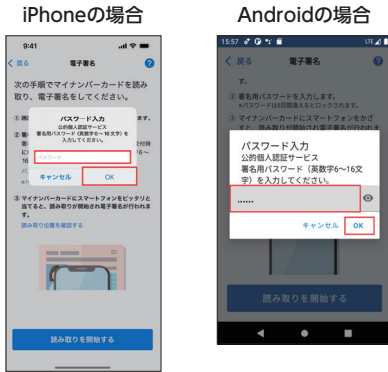 iPhoneの場合
9:41
戻る 電子署名 ?
次の手順でマイナンバーカードを読み
取り、電子署名をしてください。
パスワード入力
公的個人認証サービス
署名用パスワード（英数字6〜16文字）を
入力してください。
パスワード
キャンセル OK
③ マイナンバーカードにスマートフォンをピッタリと
当てると、読み取りが開始され電子署名が行われま
す。
読み取り位置を確認する
読み取りを開始する
Androidの場合
15:57 LTE
戻る 電子署名 ?
す。
② 署名用パスワードを入力します。
※パスワードは5回間違えるとロックされます。
③ マイナンバーカードにスマートフォンをかざ
すと、読み取りが開始され電子署名が行われま
パスワード入力
公的個人認証サービス
署名用パスワード（英数字6〜16文
字）を入力してください。
......
キャンセル OK
読み取りを開始する